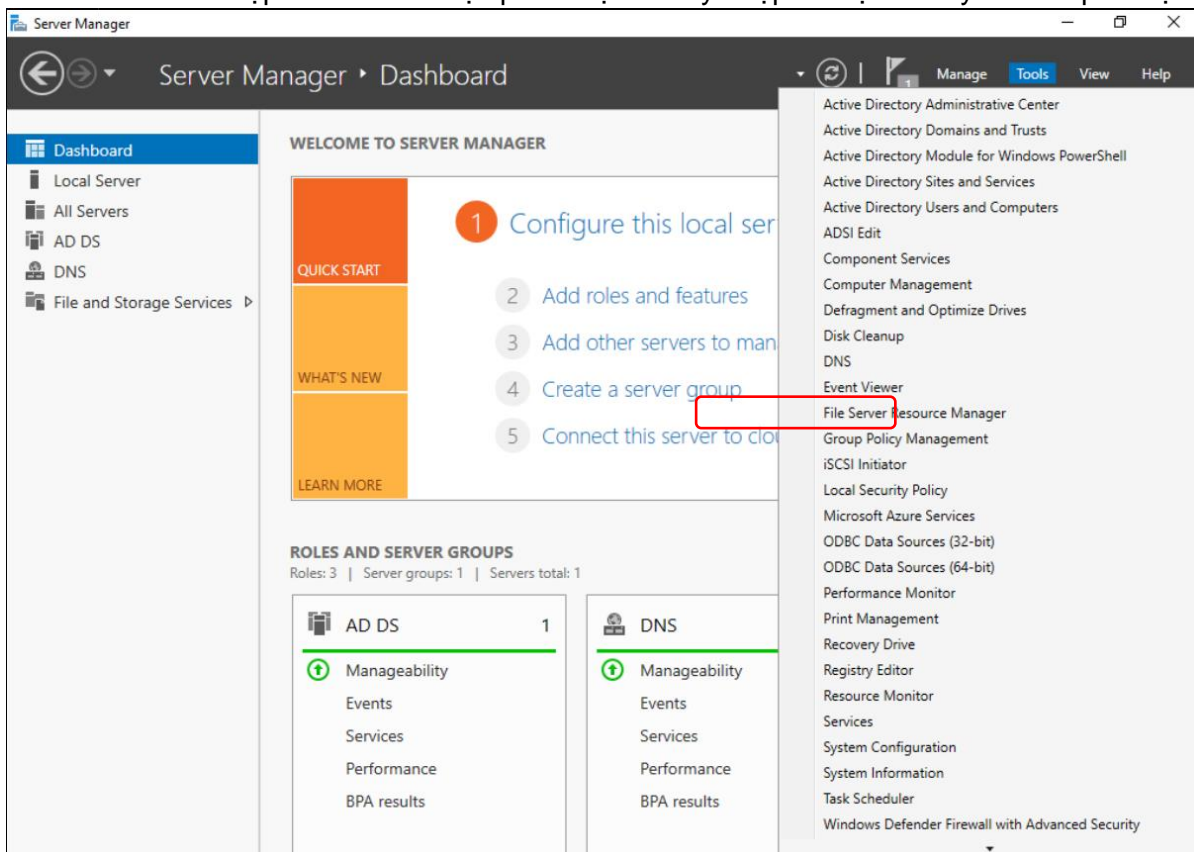 Server Manager
Server Manager ‣ Dashboard
1
Manage Tools View Help
Dashboard
Local Server
All Servers
AD DS
DNS
File and Storage Services
WELCOME TO SERVER MANAGER
QUICK START
WHAT'S NEW
LEARN MORE
1 Configure this local ser
2 Add roles and features
3 Add other servers to man
4 Create a server group
5 Connect this server to clou
ROLES AND SERVER GROUPS
Roles: 3 | Server groups: 1 | Servers total: 1
AD DS 1
Manageability
Events
Services
Performance
BPA results
DNS
Manageability
Events
Services
Performance
BPA results
Active Directory Administrative Center
Active Directory Domains and Trusts
Active Directory Module for Windows PowerShell
Active Directory Sites and Services
Active Directory Users and Computers
ADSI Edit
Component Services
Computer Management
Defragment and Optimize Drives
Disk Cleanup
DNS
Event Viewer
File Server Resource Manager
Group Policy Management
iSCSI Initiator
Local Security Policy
Microsoft Azure Services
ODBC Data Sources (32-bit)
ODBC Data Sources (64-bit)
Performance Monitor
Print Management
Recovery Drive
Registry Editor
Resource Monitor
Services
System Configuration
System Information
Task Scheduler
Windows Defender Firewall with Advanced Security